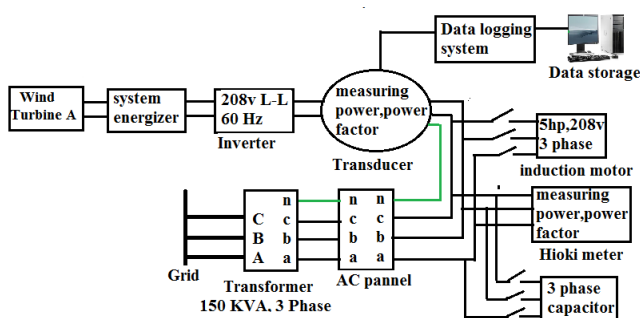 Data logging
system
Data storage
Wind
Turbine A
system
energizer
208v L-L
60 Hz
Inverter
measuring
power,power
factor
Transducer
5hp,208v
3 phase
induction motor
measuring
power,power
factor
Hioki meter
3 phase
capacitor
C
B
A
n
c
b
a
n
c
b
a
n
c
b
a
Grid
Transformer
150 KVA, 3 Phase
AC pannel